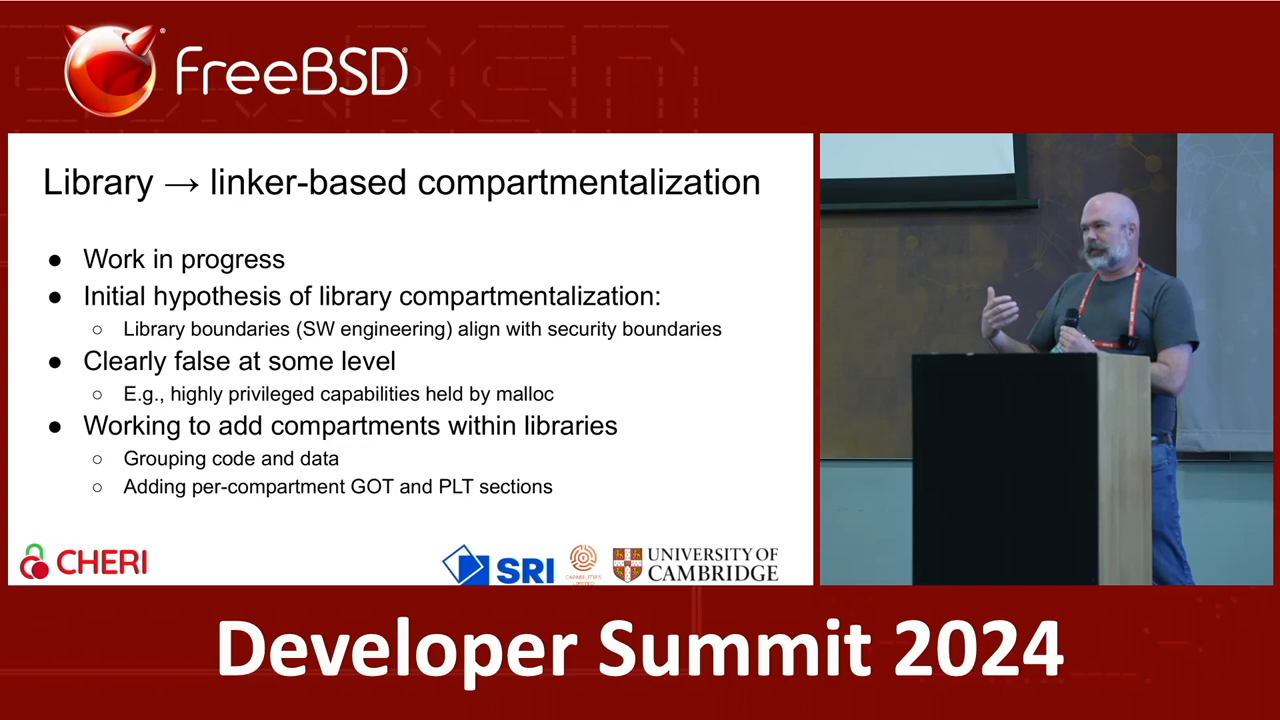 FreeBSD®
Library → linker-based compartmentalization
● Work in progress
● Initial hypothesis of library compartmentalization:
○ Library boundaries (SW engineering) align with security boundaries
● Clearly false at some level
○ E.g., highly privileged capabilities held by malloc
● Working to add compartments within libraries
○ Grouping code and data
○ Adding per-compartment GOT and PLT sections
CHERI
SRI
CAPABILITIES
LIMITED
UNIVERSITY OF
CAMBRIDGE
Developer Summit 2024